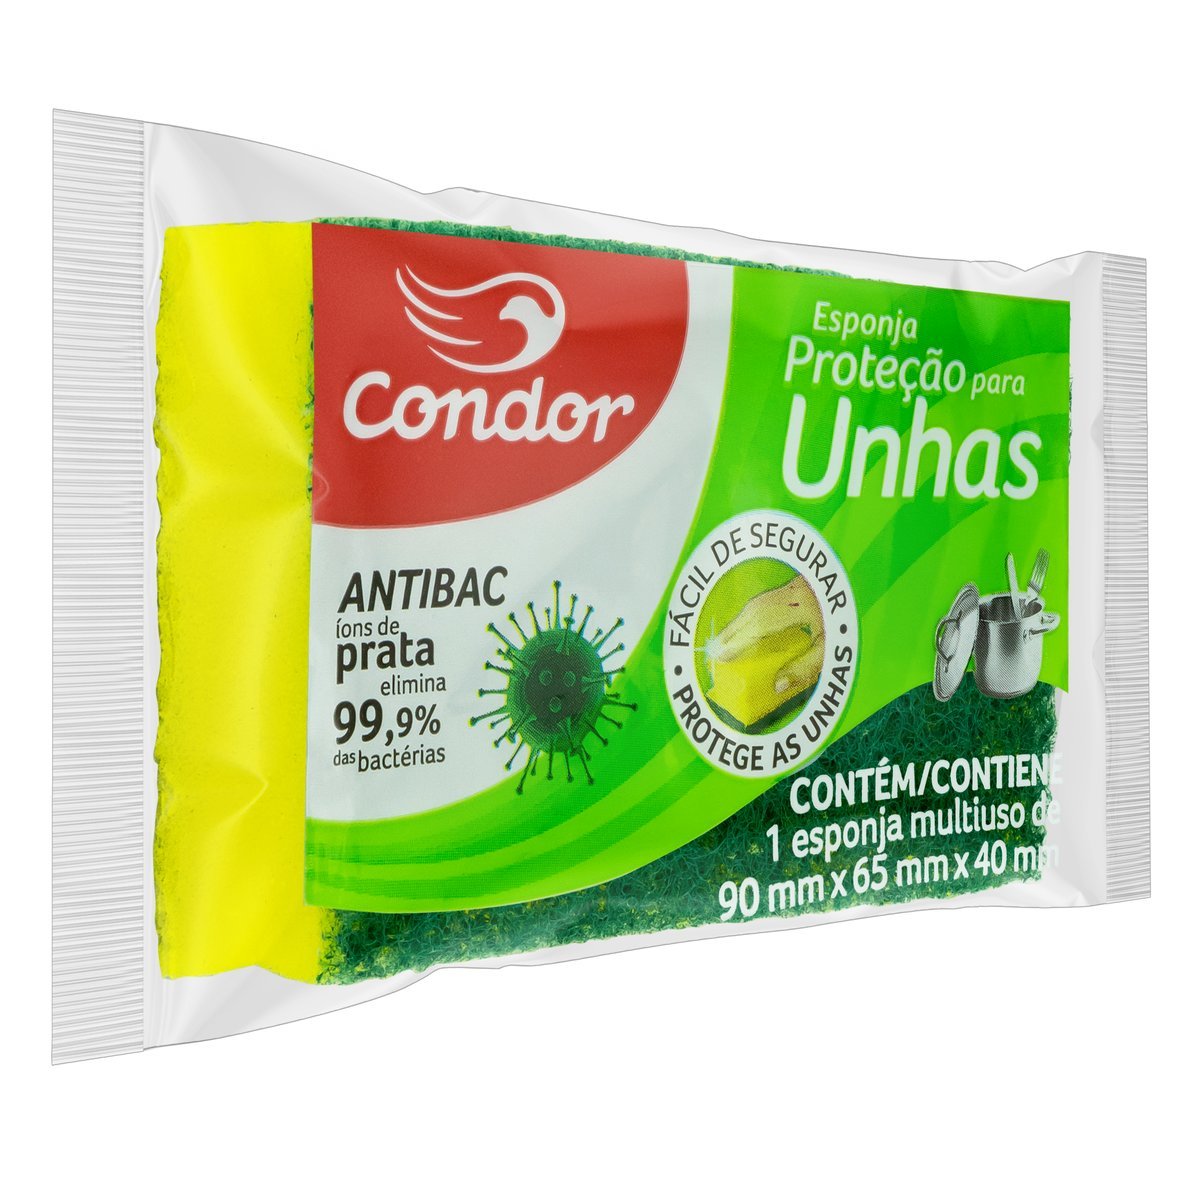 Condor
Esponja
Proteção para
Unhas
ANTIBAC
íons de
prata
elimina
99,9%
das bactérias
• FÁCIL DE SEGURAR •
PROTEGE AS UNHAS
CONTÉM/CONTIENE
1 esponja multiuso de
90 mm x 65 mm x 40 mm